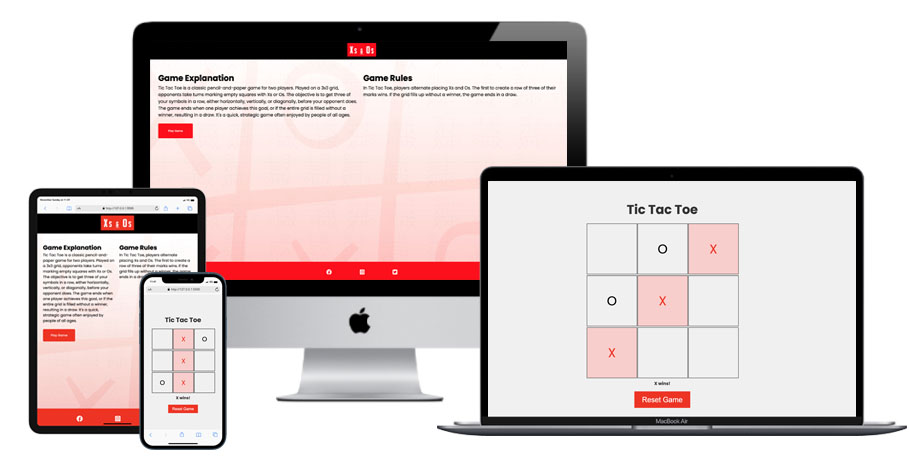 Xs & Os
Game Explanation
Tic Tac Toe is a classic pencil-and-paper game for two players. Played on a 3x3 grid,
opponents take turns marking empty squares with Xs or Os. The objective is to get three of
your symbols in a row, either horizontally, vertically, or diagonally, before your opponent does.
The game ends when one player achieves this goal, or if the entire grid is filled without a
winner, resulting in a draw. It's a quick, strategic game often enjoyed by people of all ages.
Play Game
Game Rules
In Tic Tac Toe, players alternate placing Xs and Os. The first to create a row of three of their
marks wins. If the grid fills up without a winner, the game ends in a draw.
Xs & Os
Game Explanation
Tic Tac Toe is a classic pencil-and-
paper game for two players. Played on
a 3x3 grid, opponents take turns
marking empty squares with Xs or Os.
The objective is to get three of your
symbols in a row, either horizontally,
vertically, or diagonally, before your
opponent does. The game ends when
one player achieves this goal, or if the
entire grid is filled without a winner,
resulting in a draw. It's a quick,
strategic game often enjoyed by
people of all ages.
Play Game
Game Rules
In Tic Tac Toe, players alternate
placing Xs and Os. The first to create a
row of three of their marks wins. If the
grid fills up without a winner, the game
ends in a draw.
Tic Tac Toe
X O
X
O X
X wins!
Reset Game
Tic Tac Toe
O X
O X
X
X wins!
Reset Game
MacBook Air